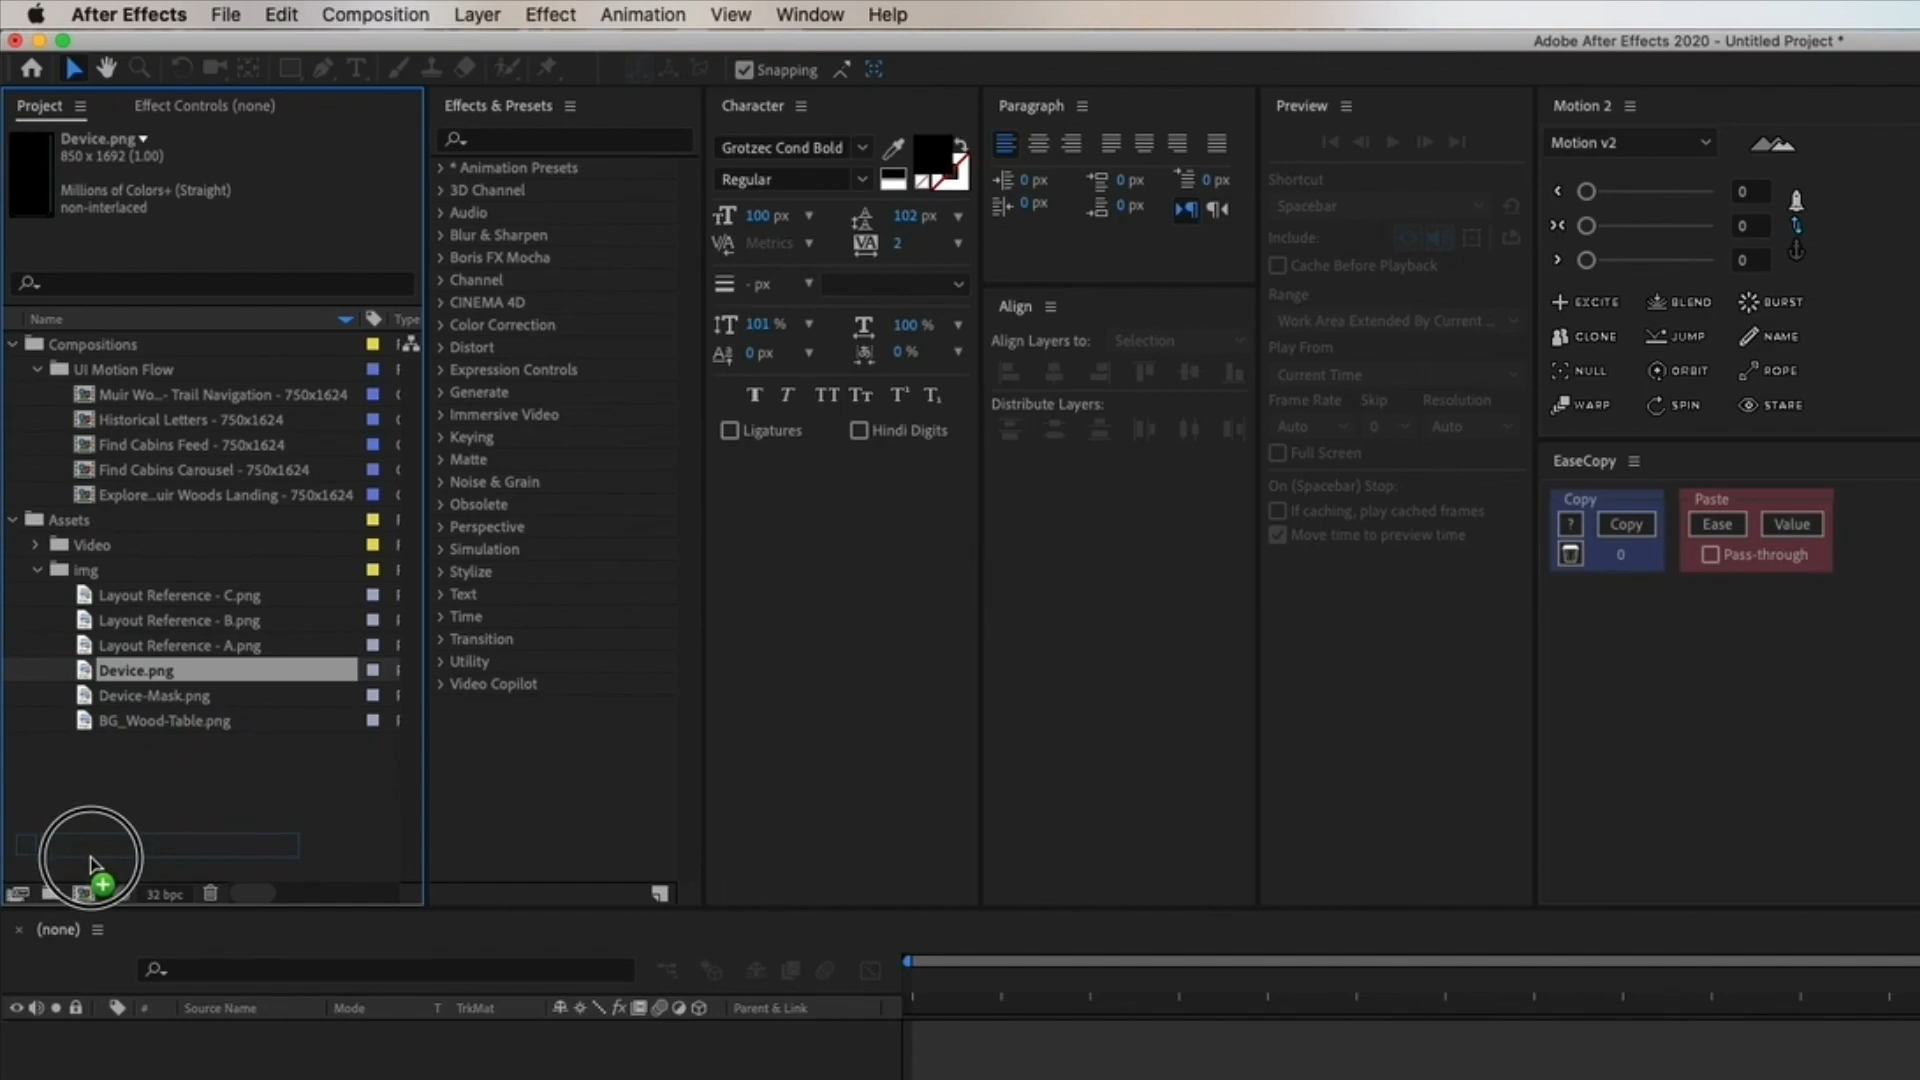 After Effects File Edit Composition Layer Effect Animation View Window Help
Adobe After Effects 2020 - Untitled Project *
Snapping
Project
Effect Controls (none)
Device.png
850 x 1692 (1.00)
Millions of Colors+ (Straight)
non-interlaced
Name
Type
Compositions
UI Motion Flow
Muir Wo...- Trail Navigation - 750x1624
Historical Letters - 750x1624
Find Cabins Feed - 750x1624
Find Cabins Carousel - 750x1624
Explore...uir Woods Landing - 750x1624
Assets
Video
img
Layout Reference - C.png
Layout Reference - B.png
Layout Reference - A.png
Device.png
Device-Mask.png
BG_Wood-Table.png
32 bpc
Effects & Presets
* Animation Presets
3D Channel
Audio
Blur & Sharpen
Boris FX Mocha
Channel
CINEMA 4D
Color Correction
Distort
Expression Controls
Generate
Immersive Video
Keying
Matte
Noise & Grain
Obsolete
Perspective
Simulation
Stylize
Text
Time
Transition
Utility
Video Copilot
Character
Grotzec Cond Bold
Regular
100 px
102 px
Metrics
2
- px
101 %
100 %
0 px
0 %
Ligatures
Hindi Digits
Paragraph
0 px 0 px 0 px
0 px 0 px
Align
Align Layers to: Selection
Distribute Layers:
Preview
Shortcut
Spacebar
Include:
Cache Before Playback
Range
Work Area Extended By Current ...
Play From
Current Time
Frame Rate Skip Resolution
Auto 0 Auto
Full Screen
On (Spacebar) Stop:
If caching, play cached frames
Move time to preview time
Motion 2
Motion v2
0
0
0
EXCITE BLEND BURST
CLONE JUMP NAME
NULL ORBIT ROPE
WARP SPIN STARE
EaseCopy
Copy
? Copy
0
Paste
Ease Value
Pass-through
(none)
# Source Name Mode T TrkMat fx Parent & Link